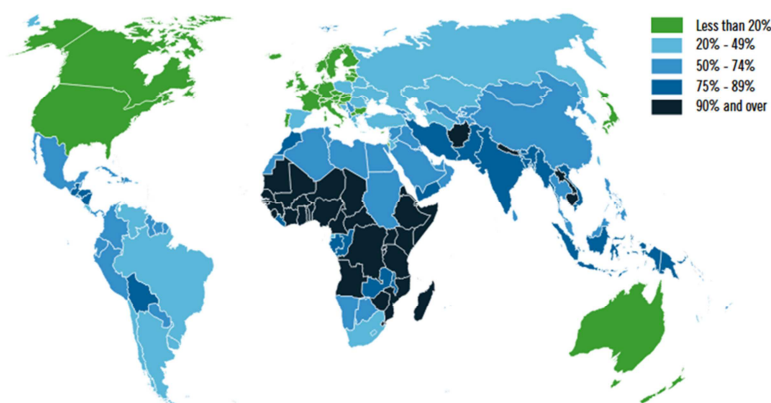 Less than 20%
20% - 49%
50% - 74%
75% - 89%
90% and over